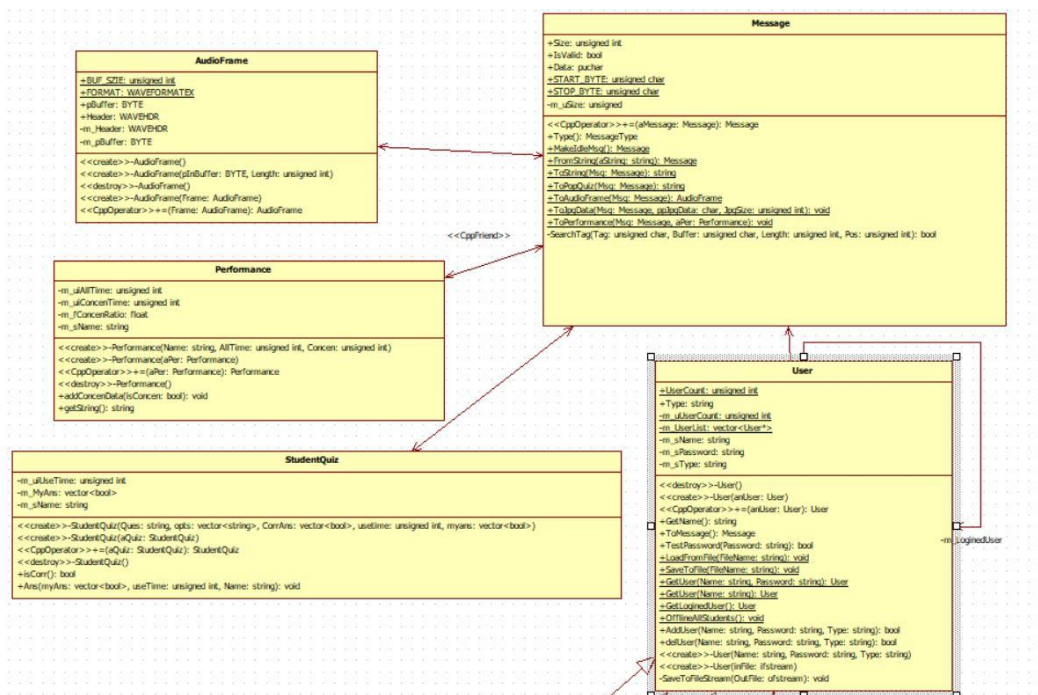 AudioFrame
+BUF_SZIE: unsigned int
+FORMAT: WAVEFORMATEX
+pBuffer: BYTE
+Header: WAVEHDR
-m_Header: WAVEHDR
-m_pBuffer: BYTE
<<create>>-AudioFrame()
<<create>>-AudioFrame(pInBuffer: BYTE, Length: unsigned int)
<<destroy>>-AudioFrame()
<<create>>-AudioFrame(Frame: AudioFrame)
<<CppOperator>>+=(Frame: AudioFrame): AudioFrame
Message
+Size: unsigned int
+IsValid: bool
+Data: puchar
+START_BYTE: unsigned char
+STOP_BYTE: unsigned char
-m_uSize: unsigned
<<CppOperator>>+=(aMessage: Message): Message
+Type(): MessageType
+MakeIdleMsg(): Message
+FromString(aString: string): Message
+ToString(Msg: Message): string
+ToPopQuiz(Msg: Message): string
+ToAudioFrame(Msg: Message): AudioFrame
+ToJpgData(Msg: Message, ppJpgData: char, JpgSize: unsigned int): void
+ToPerformance(Msg: Message, aPer: Performance): void
-SearchTag(Tag: unsigned char, Buffer: unsigned char, Length: unsigned int, Pos: unsigned int): bool
<<CppFriend>>
Performance
-m_uiAllTime: unsigned int
-m_uiConcenTime: unsigned int
-m_fConcenRatio: float
-m_sName: string
<<create>>-Performance(Name: string, AllTime: unsigned int, Concen: unsigned int)
<<create>>-Performance(aPer: Performance)
<<CppOperator>>+=(aPer: Performance): Performance
<<destroy>>-Performance()
+addConcenData(isConcen: bool): void
+getString(): string
StudentQuiz
-m_uiUseTime: unsigned int
-m_MyAns: vector<bool>
-m_sName: string
<<create>>-StudentQuiz(Ques: string, opts: vector<string>, CorrAns: vector<bool>, usetime: unsigned int, myans: vector<bool>)
<<create>>-StudentQuiz(aQuiz: StudentQuiz)
<<CppOperator>>+=(aQuiz: StudentQuiz): StudentQuiz
<<destroy>>-StudentQuiz()
+isCorr(): bool
+Ans(myAns: vector<bool>, useTime: unsigned int, Name: string): void
User
+UserCount: unsigned int
+Type: string
-m_uUserCount: unsigned int
-m_UserList: vector<User*>
-m_sName: string
-m_sPassword: string
-m_sType: string
<<destroy>>-User()
<<create>>-User(anUser: User)
<<CppOperator>>+=(anUser: User): User
+GetName(): string
+ToMessage(): Message
+TestPassword(Password: string): bool
+LoadFromFile(FileName: string): void
+SaveToFile(FileName: string): void
+GetUser(Name: string, Password: string): User
+GetUser(Name: string): User
+GetLoginedUser(): User
+OfflineAllStudents(): void
+AddUser(Name: string, Password: string, Type: string): bool
+delUser(Name: string, Password: string, Type: string): bool
<<create>>-User(Name: string, Password: string, Type: string)
<<create>>-User(inFile: ifstream)
-SaveToFileStream(OutFile: ofstream): void
-m_LoginedUser